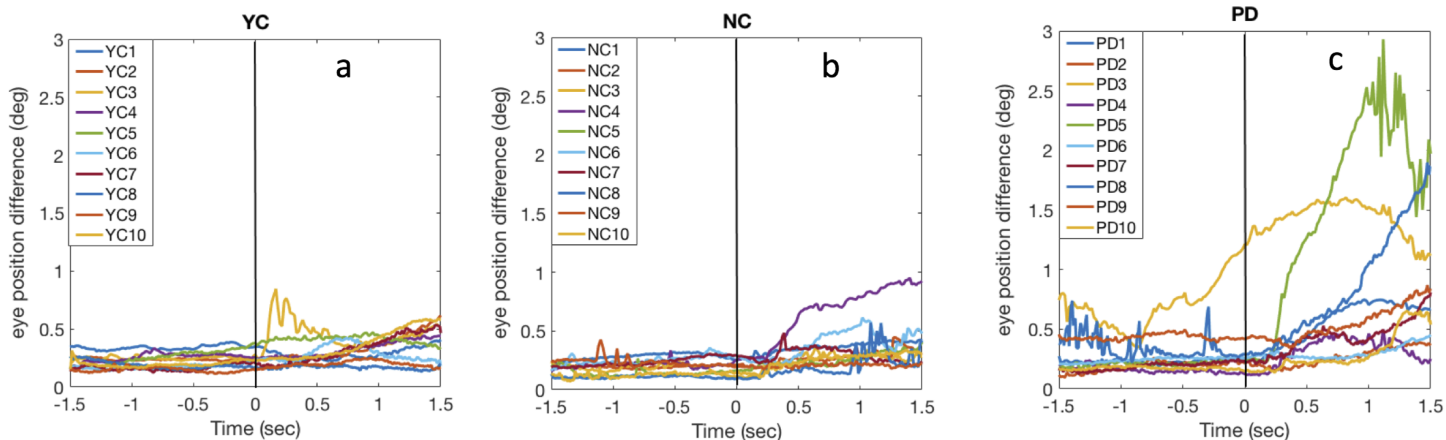 YC
3
2.5
2
1.5
1
0.5
0
-1.5
-1
-0.5
0
0.5
1
1.5
eye position difference (deg)
Time (sec)
YC1
YC2
YC3
YC4
YC5
YC6
YC7
YC8
YC9
YC10
a
NC
3
2.5
2
1.5
1
0.5
0
-1.5
-1
-0.5
0
0.5
1
1.5
eye position difference (deg)
Time (sec)
NC1
NC2
NC3
NC4
NC5
NC6
NC7
NC8
NC9
NC10
b
PD
3
2.5
2
1.5
1
0.5
0
-1.5
-1
-0.5
0
0.5
1
1.5
eye position difference (deg)
Time (sec)
PD1
PD2
PD3
PD4
PD5
PD6
PD7
PD8
PD9
PD10
c